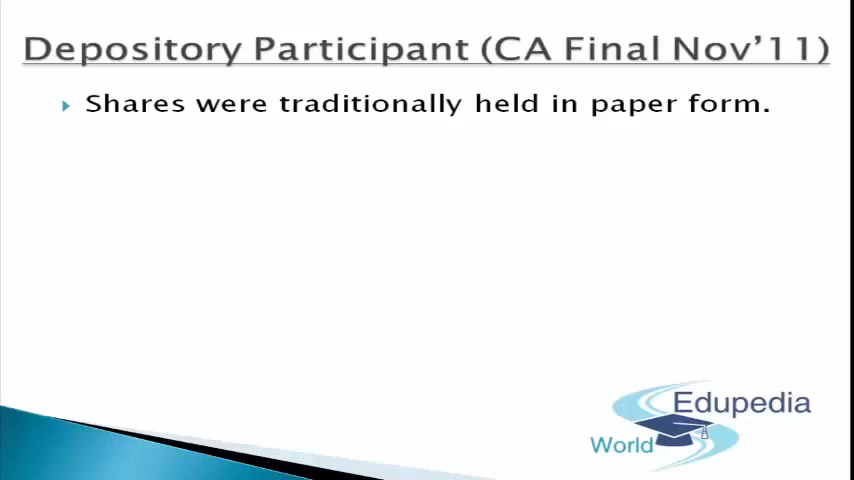 Depository Participant (CA Final Nov’11)
Shares were traditionally held in paper form.
Edupedia
World